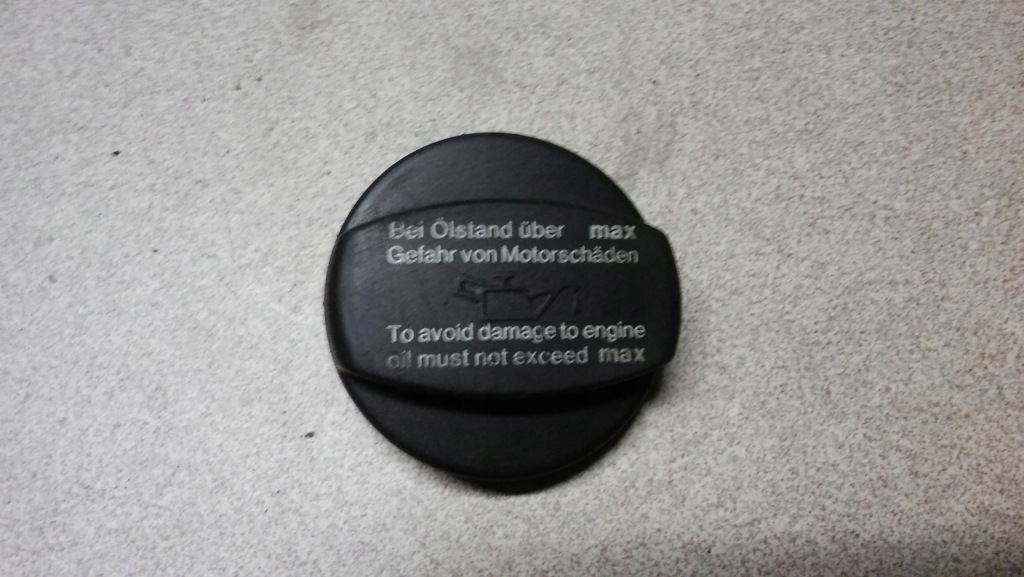 Bei Ölstand über max
Gefahr von Motorschäden
To avoid damage to engine
oil must not exceed max